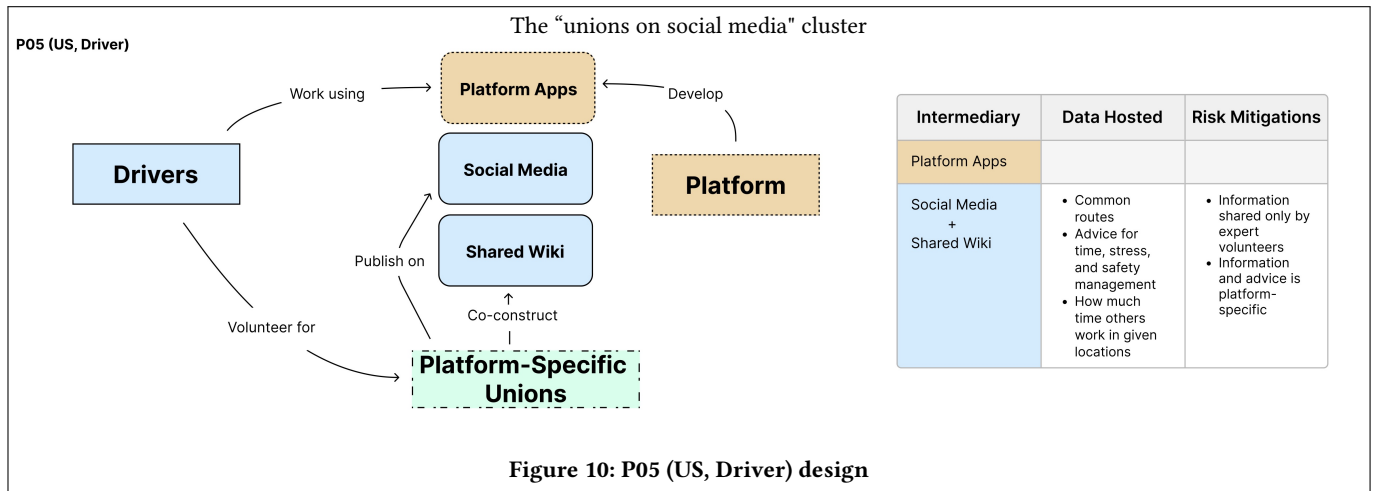 The “unions on social media" cluster
P05 (US, Driver)
Work using
Platform Apps
Develop
Drivers
Social Media
Platform
Shared Wiki
Publish on
Co-construct
Volunteer for
Platform-Specific
Unions
Intermediary
Data Hosted
Risk Mitigations
Platform Apps
Social Media
+
Shared Wiki
• Common
routes
• Advice for
time, stress,
and safety
management
• How much
time others
work in given
locations
• Information
shared only by
expert
volunteers
• Information
and advice is
platform-
specific
Figure 10: P05 (US, Driver) design